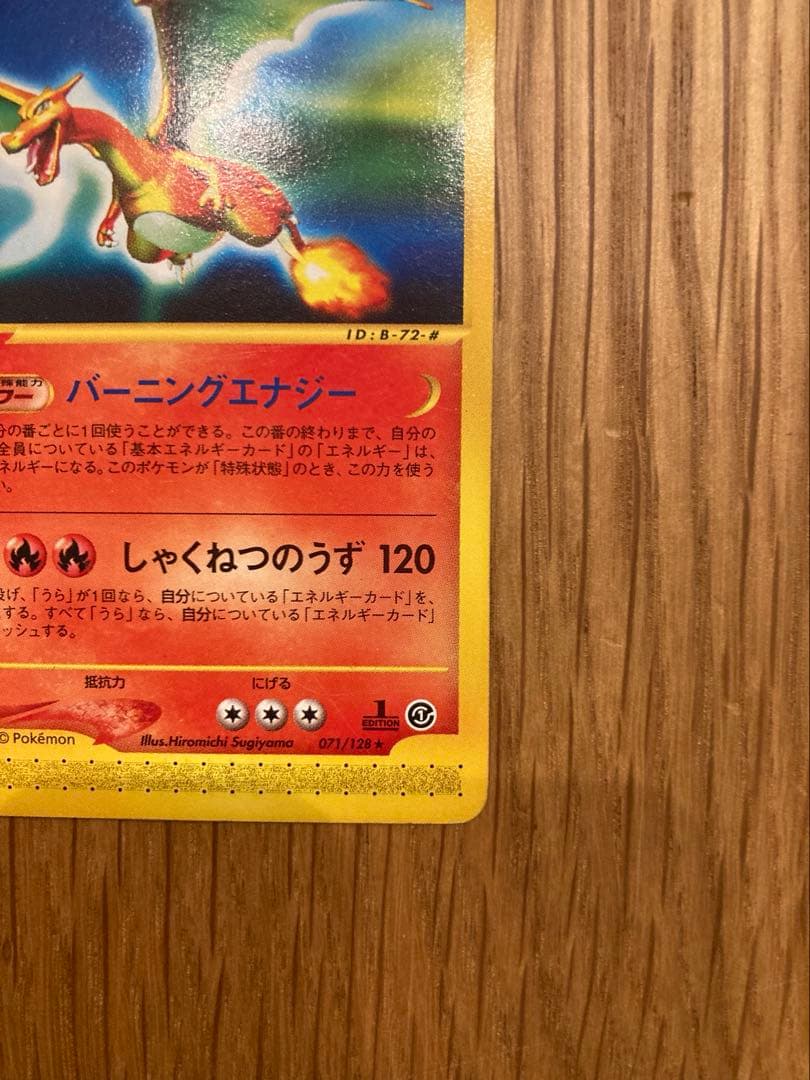 ID:B-72-#
殊能力
ワー
バーニングエナジー
分の番ごとに1回使うことができる。この番の終わりまで、自分の
全員についている「基本エネルギーカード」の「エネルギー」は、
ネルギーになる。このポケモンが「特殊状態」のとき、この力を使う
い。
しゃくねつのうず 120
投げ、「うら」が1回なら、自分についている「エネルギーカード」を、
する。すべて「うら」なら、自分についている「エネルギーカード」
ッシュする。
抵抗力 にげる
1
EDITION
© Pokémon Illus.Hiromichi Sugiyama 071/128★